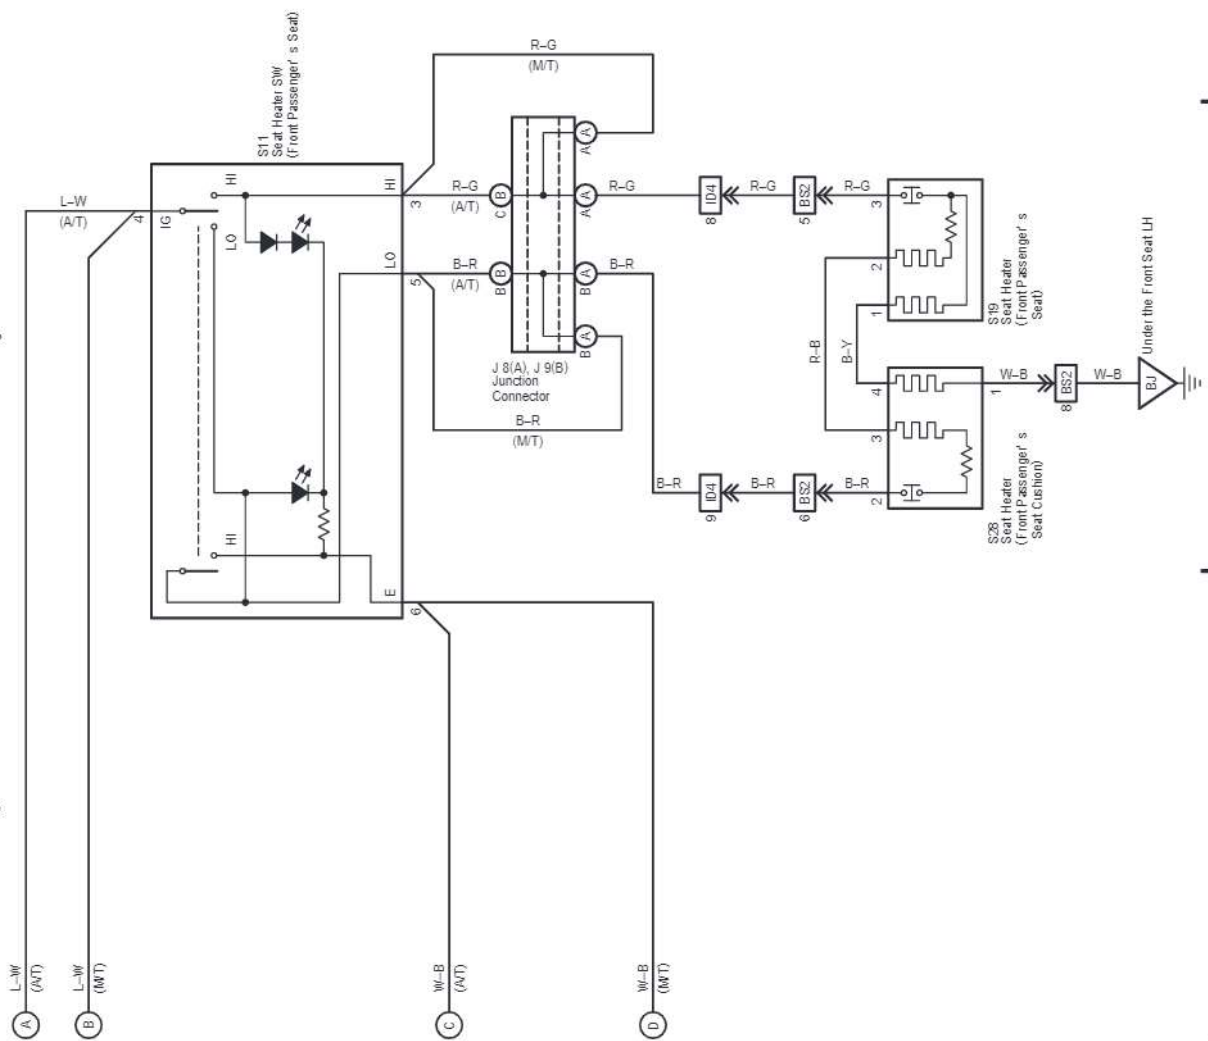 R–G
(M/T)
S11
Seat Heater SW
(Front Passenger' s Seat)
L–W
(A/T)
4
IG
HI
LO
HI
3
R–G
(A/T)
C
B
A
A
A
A
R–G
8
ID4
R–G
5
BS2
R–G
3
LO
5
B–R
(A/T)
B
B
A
B
B–R
A
B
J 8(A), J 9(B)
Junction
Connector
B–R
(M/T)
2
1
S19
Seat Heater
(Front Passenger' s
Seat)
R–B
B–Y
4
3
1
W–B
8
BS2
W–B
BJ
Under the Front Seat LH
HI
B–R
9
ID4
B–R
6
BS2
B–R
2
S28
Seat Heater
(Front Passenger' s
Seat Cushion)
E
6
L–W
(A/T)
A
L–W
(M/T)
B
W–B
(A/T)
C
W–B
(M/T)
D